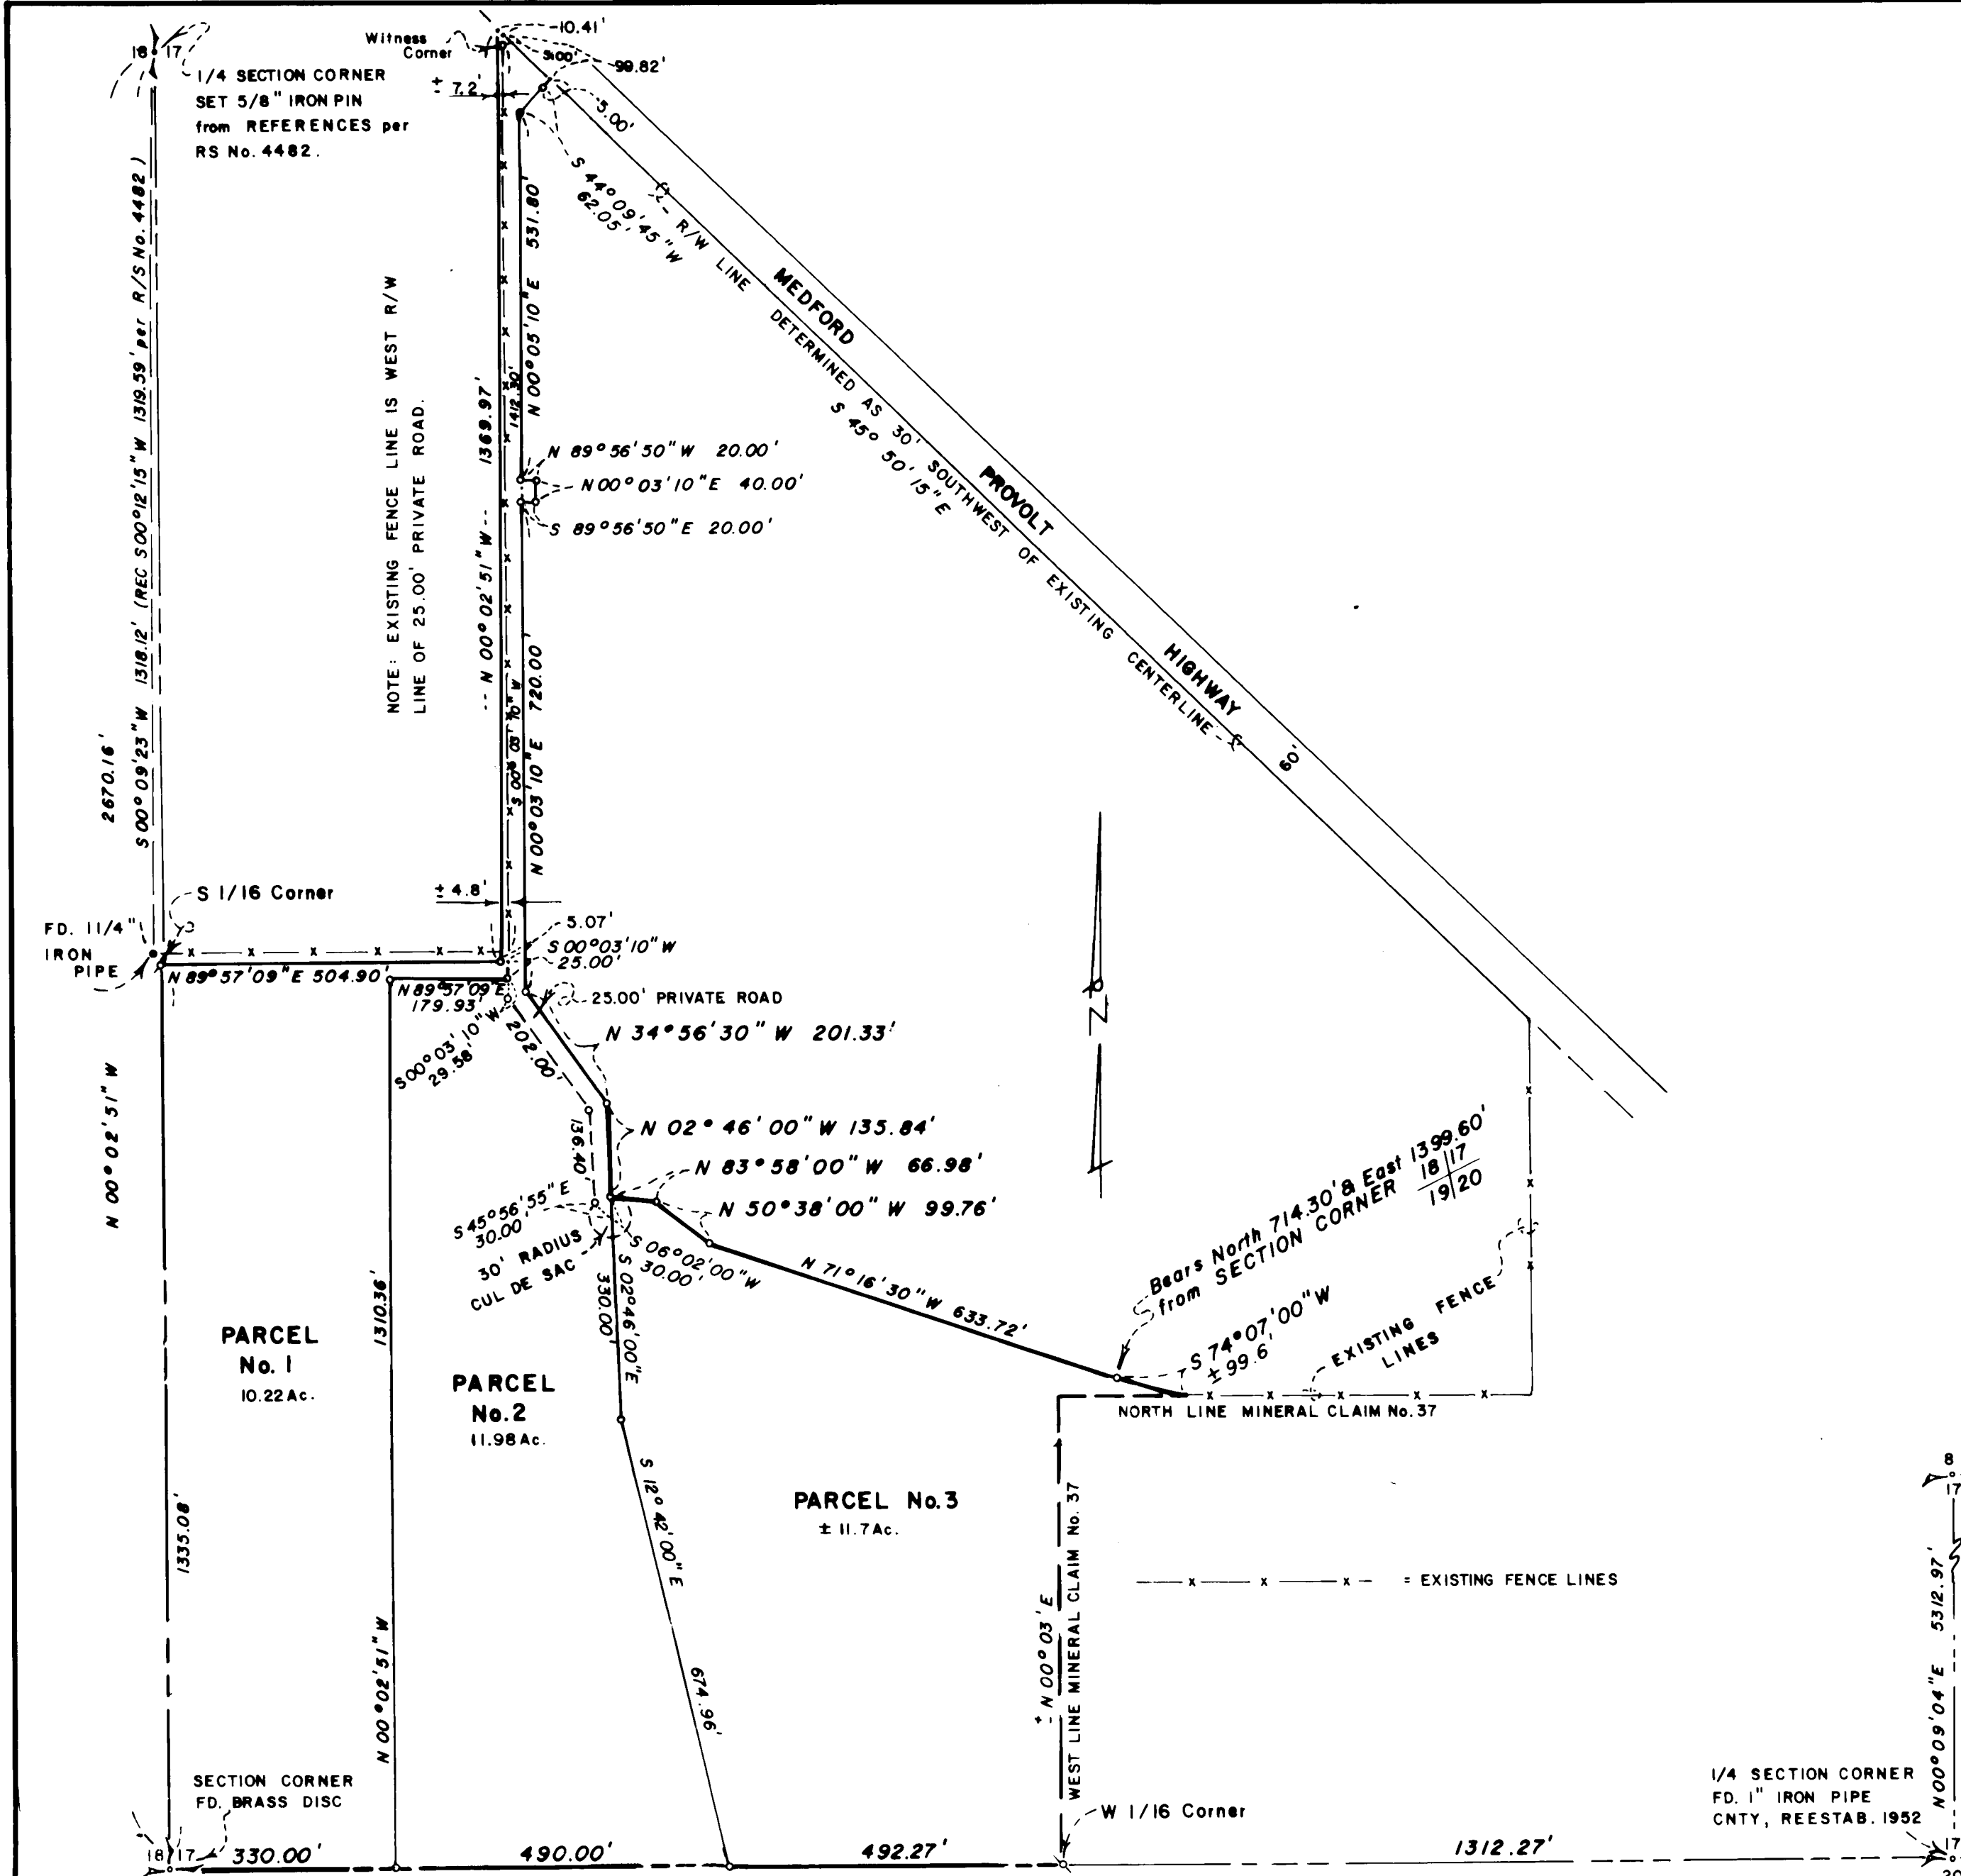 18 17
1/4 SECTION CORNER
SET 5/8" IRON PIN
from REFERENCES per
RS No. 4482.
Witness
Corner
10.41'
99.82'
5.00'
± 7.2'
S 44°09'45" W
62.05'
R/W LINE DETERMINED AS 30' SOUTHWEST OF EXISTING CENTERLINE
S 45° 50' 15" E
MEDFORD PROVOLT HIGHWAY
60'
2670.16'
S 00° 09' 23" W 1318.12' (REC S00°12'15" W 1319.59' per R/S No. 4482)
NOTE: EXISTING FENCE LINE IS WEST R/W
LINE OF 25.00' PRIVATE ROAD.
-- N 00° 02' 51" W -- 1369.97'
1412.30'
S 00° 03' 10" W
N 00° 05' 10" E 531.80'
N 89° 56' 50" W 20.00'
N 00° 03' 10" E 40.00'
S 89° 56' 50" E 20.00'
N 00° 03' 10" E 720.00'
± 4.8'
S 1/16 Corner
FD. 1 1/4"
IRON
PIPE
N 89° 57' 09" E 504.90'
5.07'
S 00° 03' 10" W
25.00'
N 89° 57' 09" E
179.93'
25.00' PRIVATE ROAD
S 00° 03' 10" W
29.58'
202.00'
N 34° 56' 30" W 201.33'
136.40'
N 02° 46' 00" W 135.84'
N 83° 58' 00" W 66.98'
N 50° 38' 00" W 99.76'
S 45° 56' 55" E
30.00'
30' RADIUS
CUL DE SAC
S 06° 02' 00" W
30.00'
S 02° 46' 00" E
330.00'
N 71° 16' 30" W 633.72'
Bears North 714.30' & East 1399.60'
from SECTION CORNER
18 17
19 20
S 74° 07' 00" W
± 99.6'
EXISTING FENCE
LINES
NORTH LINE MINERAL CLAIM No. 37
N 00° 02' 51" W
1335.08'
1310.36'
N 00° 02' 51" W
PARCEL
No. 1
10.22 Ac.
PARCEL
No. 2
11.98 Ac.
S 12° 42' 00" E
674.96'
PARCEL No. 3
± 11.7 Ac.
± N 00° 03' E
WEST LINE MINERAL CLAIM No. 37
= EXISTING FENCE LINES
8
17
N 00° 09' 04" E 5312.97'
SECTION CORNER
FD. BRASS DISC
18 17
330.00'
490.00'
492.27'
W 1/16 Corner
1312.27'
1/4 SECTION CORNER
FD. 1" IRON PIPE
CNTY, REESTAB. 1952
17
20